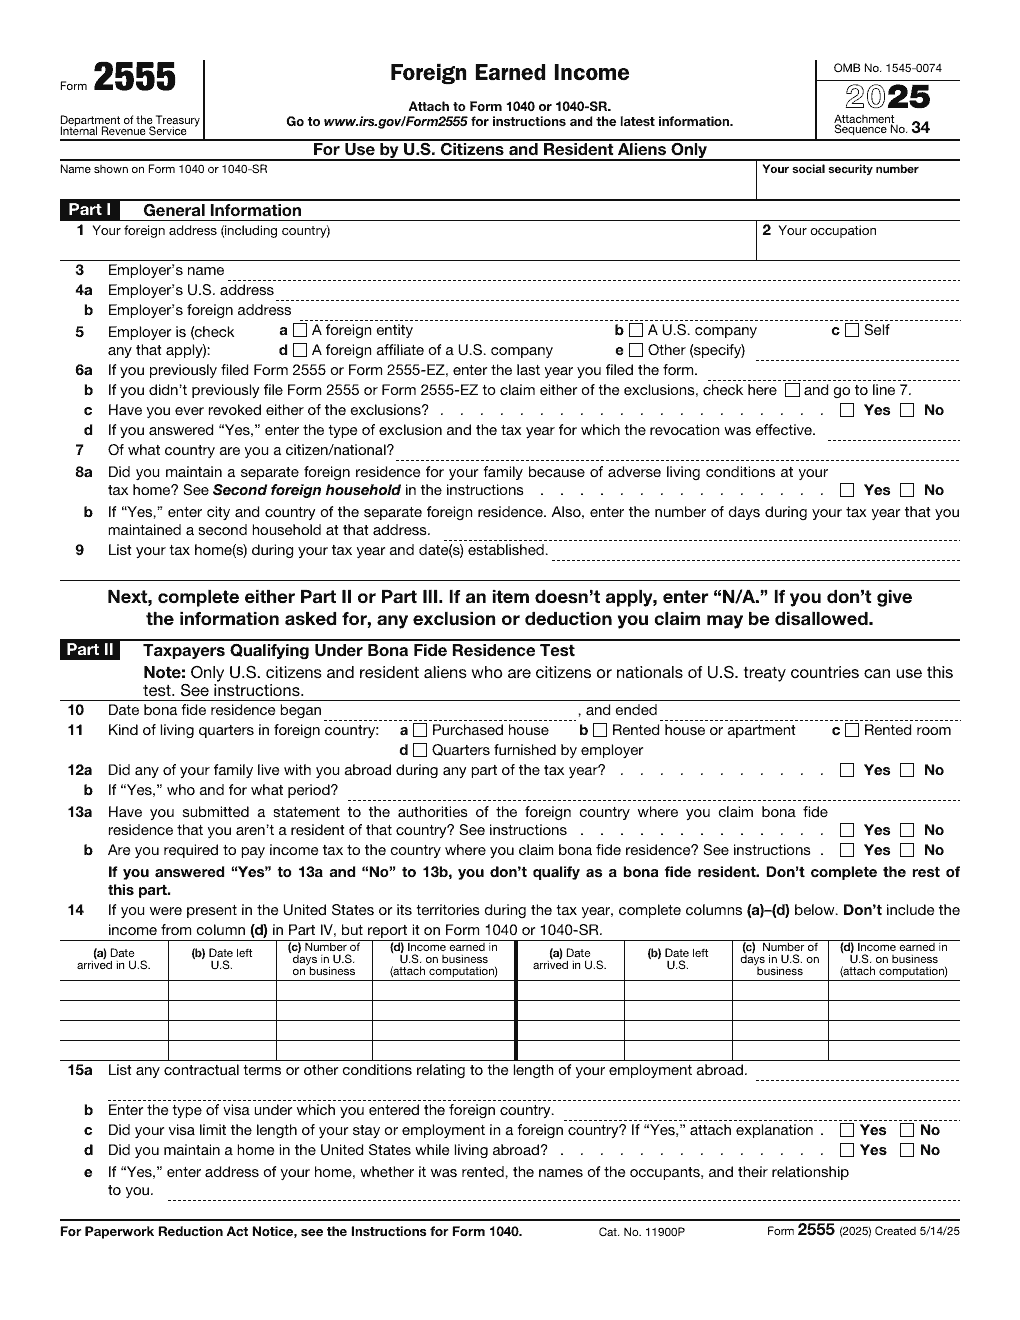 Form 2555
Department of the Treasury
Internal Revenue Service
Foreign Earned Income
Attach to Form 1040 or 1040-SR.
Go to www.irs.gov/Form2555 for instructions and the latest information.
OMB No. 1545-0074
2025
Attachment
Sequence No. 34
For Use by U.S. Citizens and Resident Aliens Only
Name shown on Form 1040 or 1040-SR
Your social security number
Part I General Information
1 Your foreign address (including country)
2 Your occupation
3 Employer’s name
4a Employer’s U.S. address
b Employer’s foreign address
5 Employer is (check a A foreign entity b A U.S. company c Self
any that apply): d A foreign affiliate of a U.S. company e Other (specify)
6a If you previously filed Form 2555 or Form 2555-EZ, enter the last year you filed the form.
b If you didn’t previously file Form 2555 or Form 2555-EZ to claim either of the exclusions, check here and go to line 7.
c Have you ever revoked either of the exclusions? . . . . . . . . . . . . . . . . . . . . Yes No
d If you answered “Yes,” enter the type of exclusion and the tax year for which the revocation was effective.
7 Of what country are you a citizen/national?
8a Did you maintain a separate foreign residence for your family because of adverse living conditions at your
tax home? See Second foreign household in the instructions . . . . . . . . . . . . . . . Yes No
b If “Yes,” enter city and country of the separate foreign residence. Also, enter the number of days during your tax year that you
maintained a second household at that address.
9 List your tax home(s) during your tax year and date(s) established.
Next, complete either Part II or Part III. If an item doesn’t apply, enter “N/A.” If you don’t give
the information asked for, any exclusion or deduction you claim may be disallowed.
Part II Taxpayers Qualifying Under Bona Fide Residence Test
Note: Only U.S. citizens and resident aliens who are citizens or nationals of U.S. treaty countries can use this
test. See instructions.
10 Date bona fide residence began , and ended
11 Kind of living quarters in foreign country: a Purchased house b Rented house or apartment c Rented room
d Quarters furnished by employer
12a Did any of your family live with you abroad during any part of the tax year? . . . . . . . . . . . Yes No
b If “Yes,” who and for what period?
13a Have you submitted a statement to the authorities of the foreign country where you claim bona fide
residence that you aren’t a resident of that country? See instructions . . . . . . . . . . . . . Yes No
b Are you required to pay income tax to the country where you claim bona fide residence? See instructions . Yes No
If you answered “Yes” to 13a and “No” to 13b, you don’t qualify as a bona fide resident. Don’t complete the rest of
this part.
14 If you were present in the United States or its territories during the tax year, complete columns (a)–(d) below. Don’t include the
income from column (d) in Part IV, but report it on Form 1040 or 1040-SR.
(a) Date
arrived in U.S.
(b) Date left
U.S.
(c) Number of
days in U.S.
on business
(d) Income earned in
U.S. on business
(attach computation)
(a) Date
arrived in U.S.
(b) Date left
U.S.
(c) Number of
days in U.S. on
business
(d) Income earned in
U.S. on business
(attach computation)
15a List any contractual terms or other conditions relating to the length of your employment abroad.
b Enter the type of visa under which you entered the foreign country.
c Did your visa limit the length of your stay or employment in a foreign country? If “Yes,” attach explanation . Yes No
d Did you maintain a home in the United States while living abroad? . . . . . . . . . . . . . . Yes No
e If “Yes,” enter address of your home, whether it was rented, the names of the occupants, and their relationship
to you.
For Paperwork Reduction Act Notice, see the Instructions for Form 1040. Cat. No. 11900P Form 2555 (2025) Created 5/14/25